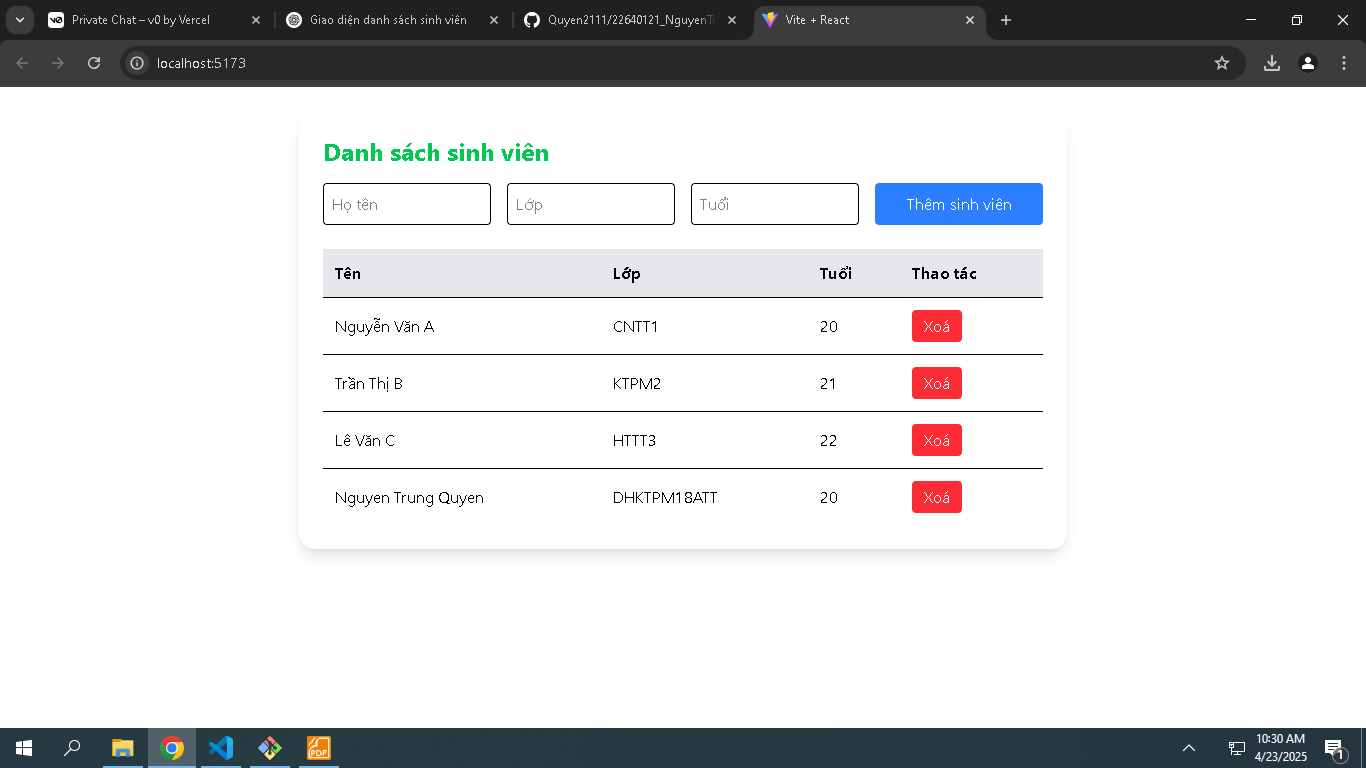 Private Chat – v0 by Vercel
Giao diện danh sách sinh viên
Quyen2111/22640121_NguyenT
Vite + React
localhost:5173
Danh sách sinh viên
Họ tên Lớp Tuổi Thêm sinh viên
Tên Lớp Tuổi Thao tác
Nguyễn Văn A CNTT1 20 Xoá
Trần Thị B KTPM2 21 Xoá
Lê Văn C HTTT3 22 Xoá
Nguyen Trung Quyen DHKTPM18ATT 20 Xoá
PDF
10:30 AM
4/23/2025
1